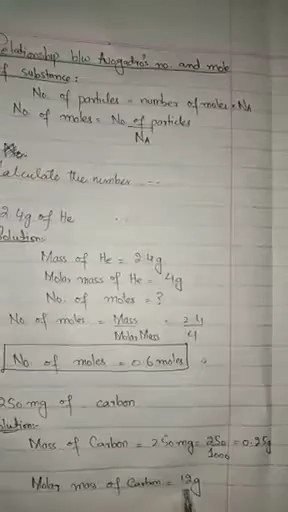 Relationship b/w Avogadro's no. and mole
of substance:
No. of particles = number of moles × NA
No. of moles = No. of particles
NA
No.
Calculate the number --
2.4g of He
Solution:-
Mass of He = 2.4g
Molar mass of He = 4g
No. of moles = ?
No of moles = Mass = 2.4
Molar Mass 4
No. of moles = 0.6 moles
250 mg of carbon
Solution:-
Mass of Carbon = 250mg = 250 = 0.25g
1000
Molar mass of Carbon = 12g